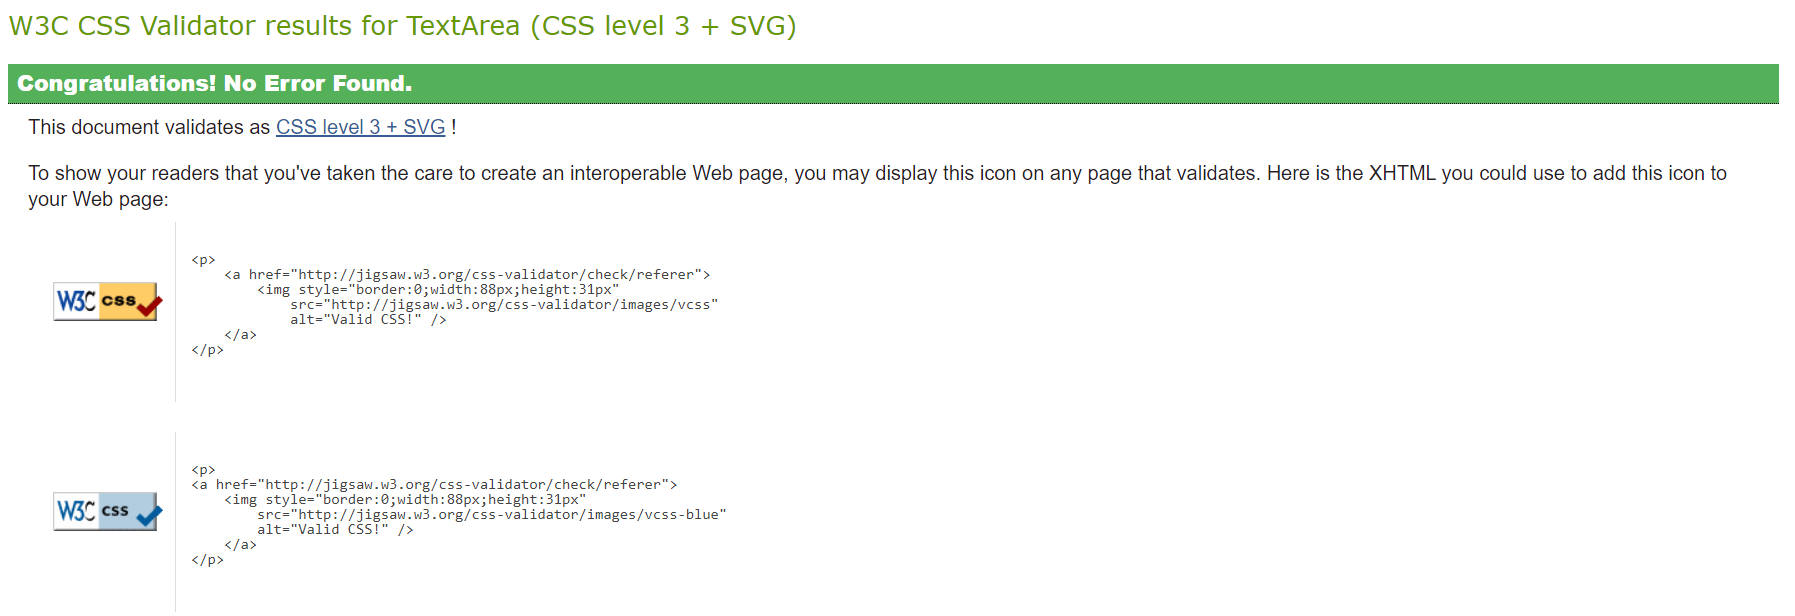 W3C CSS Validator results for TextArea (CSS level 3 + SVG)
Congratulations! No Error Found.
This document validates as CSS level 3 + SVG !
To show your readers that you've taken the care to create an interoperable Web page, you may display this icon on any page that validates. Here is the XHTML you could use to add this icon to
your Web page:
W3C css
<p>
    <a href="http://jigsaw.w3.org/css-validator/check/referer">
        <img style="border:0;width:88px;height:31px"
            src="http://jigsaw.w3.org/css-validator/images/vcss"
            alt="Valid CSS!" />
    </a>
</p>
W3C css
<p>
<a href="http://jigsaw.w3.org/css-validator/check/referer">
    <img style="border:0;width:88px;height:31px"
        src="http://jigsaw.w3.org/css-validator/images/vcss-blue"
        alt="Valid CSS!" />
    </a>
</p>